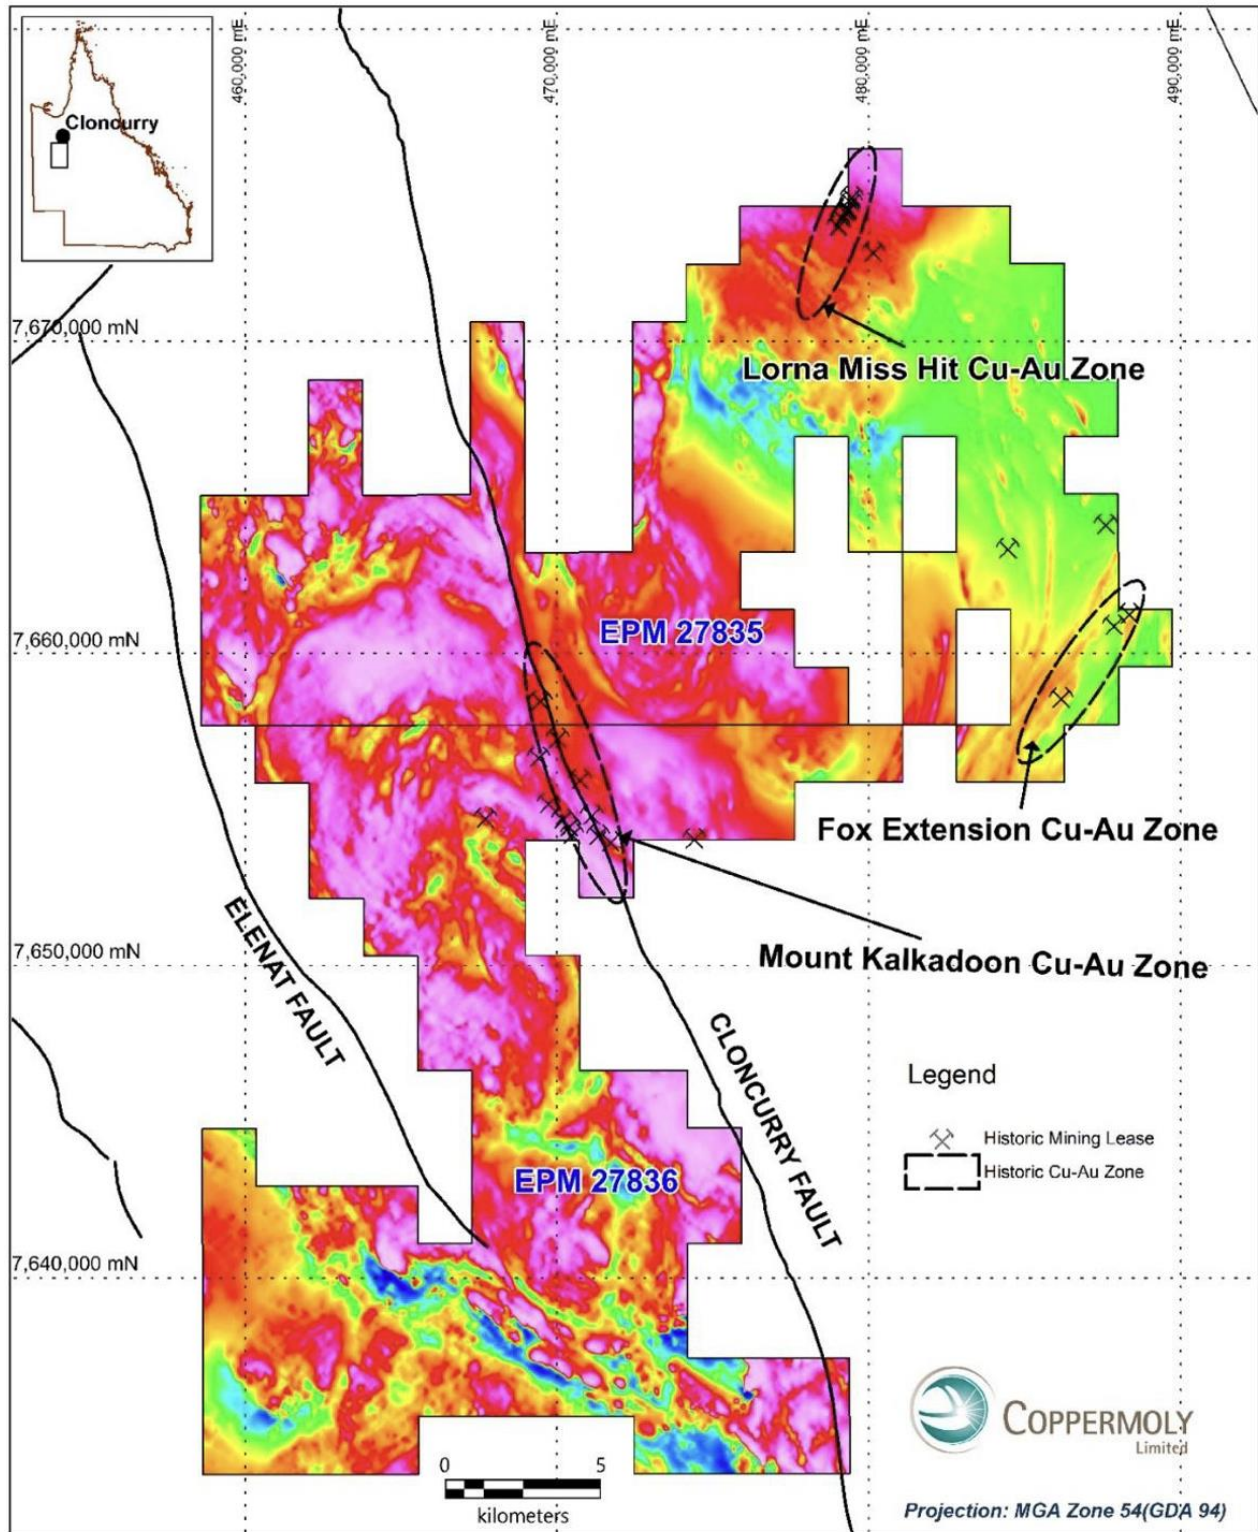 460,000 mE
470,000 mE
480,000 mE
490,000 mE
Cloncurry
7,670,000 mN
Lorna Miss Hit Cu-Au Zone
EPM 27835
7,660,000 mN
Fox Extension Cu-Au Zone
Mount Kalkadoon Cu-Au Zone
7,650,000 mN
ELENAT FAULT
CLONCURRY FAULT
Legend
Historic Mining Lease
Historic Cu-Au Zone
EPM 27836
7,640,000 mN
COPPERMOLY
Limited
0 5
kilometers
Projection: MGA Zone 54(GDA 94)